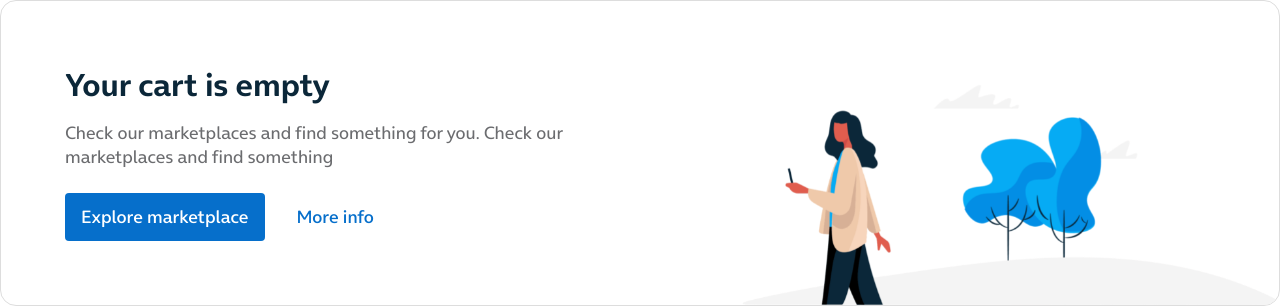 Your cart is empty
Check our marketplaces and find something for you. Check our
marketplaces and find something
Explore marketplace
More info